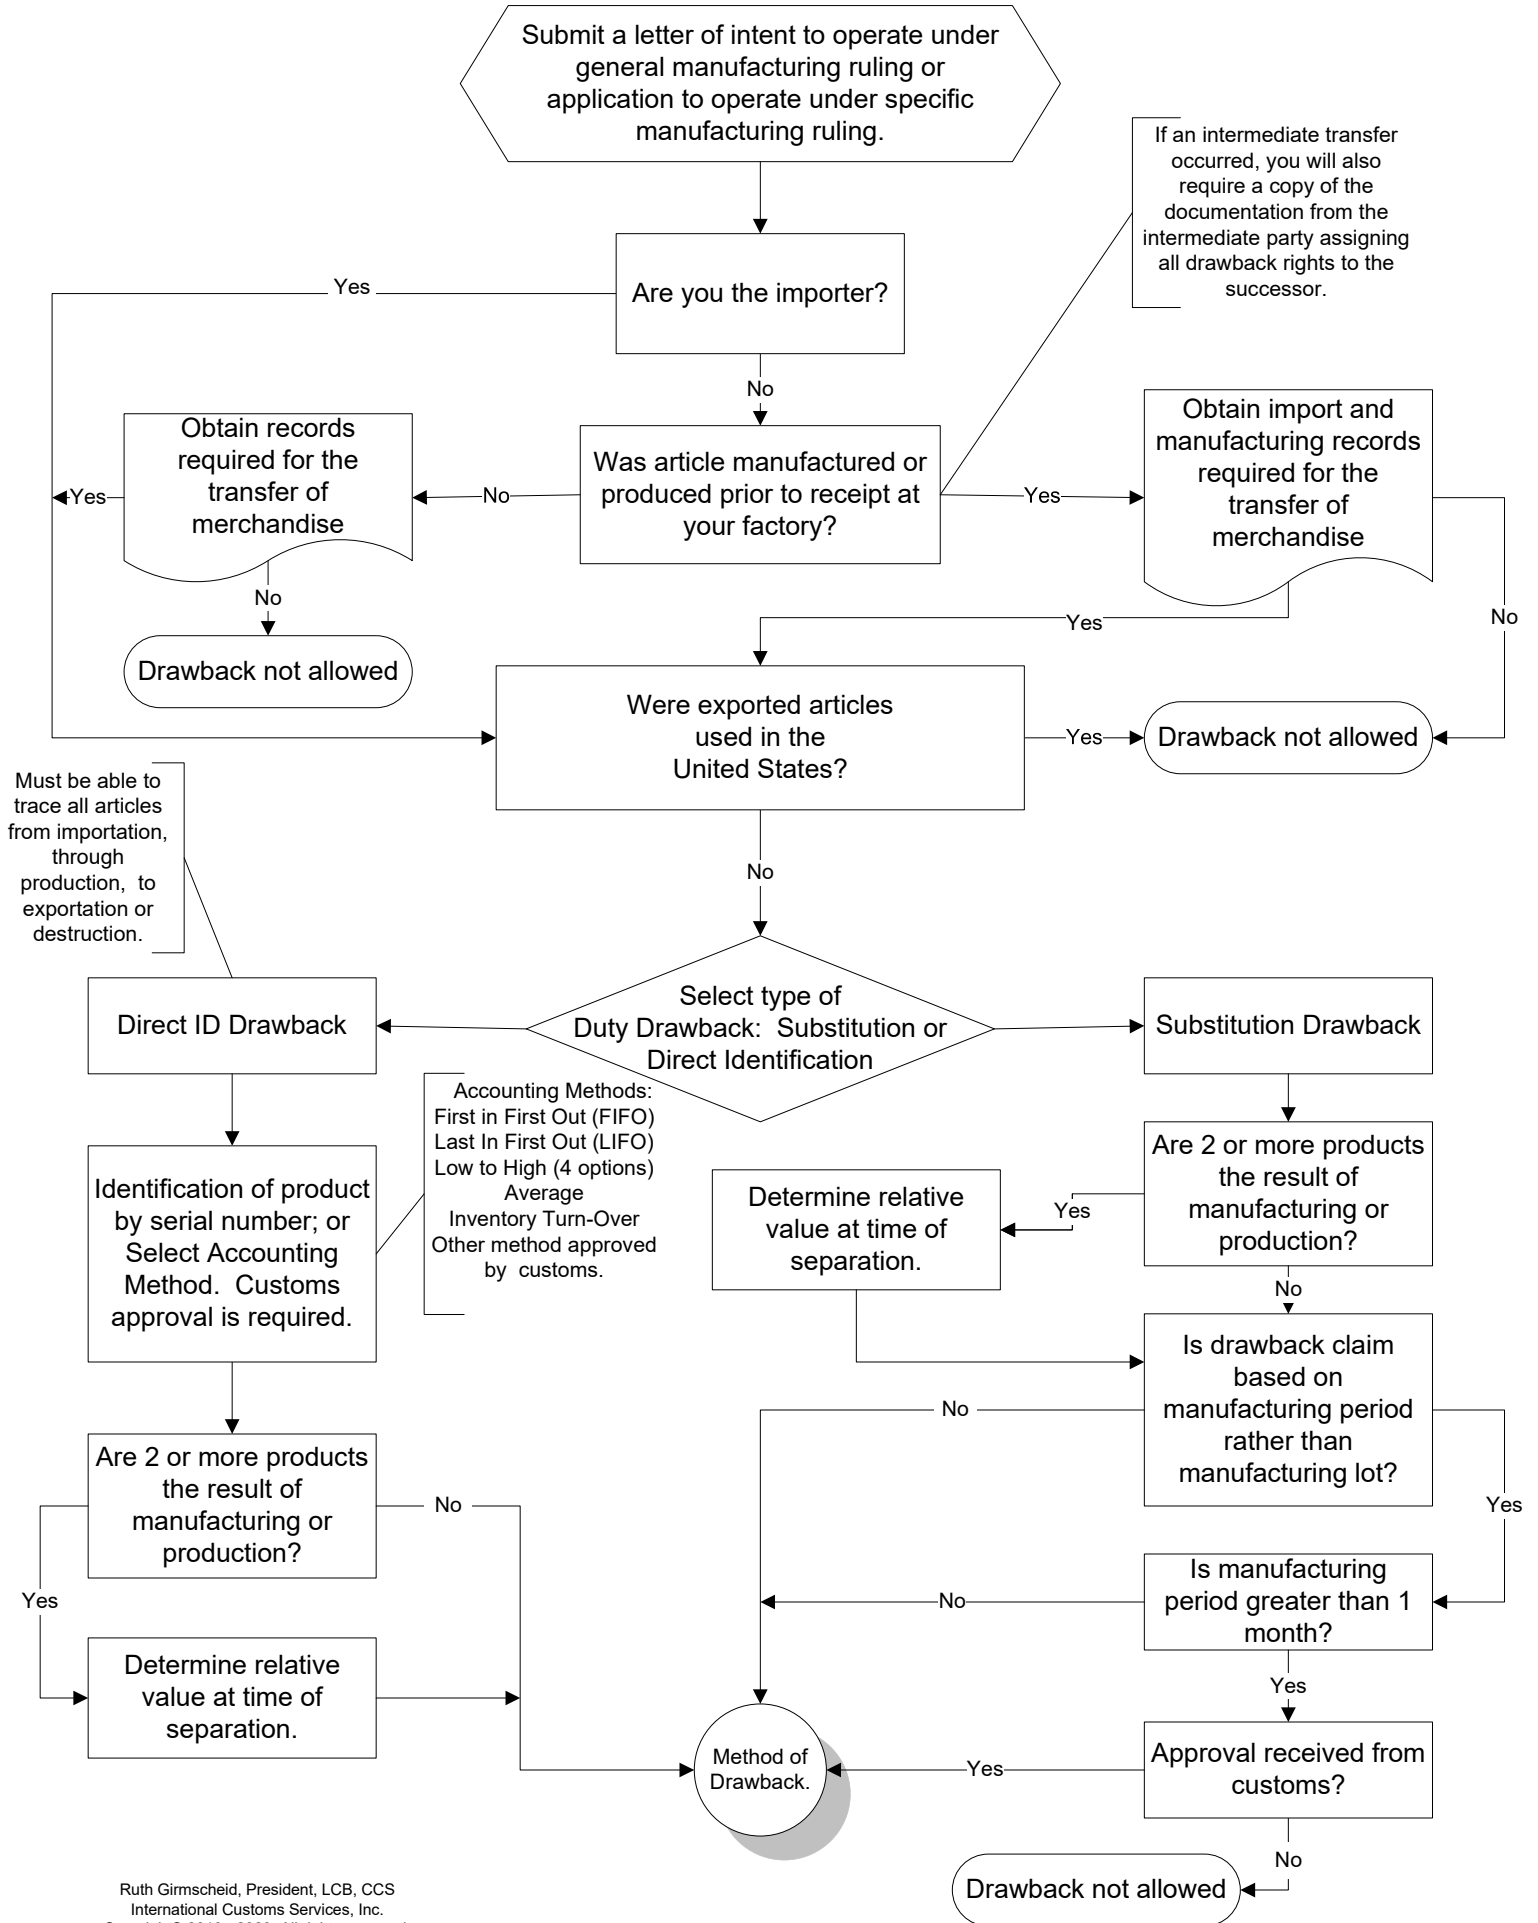 Submit a letter of intent to operate under
general manufacturing ruling or
application to operate under specific
manufacturing ruling.
If an intermediate transfer
occurred, you will also
require a copy of the
documentation from the
intermediate party assigning
all drawback rights to the
successor.
Yes
Are you the importer?
No
Obtain records
required for the
transfer of
merchandise
Was article manufactured or
produced prior to receipt at
your factory?
Obtain import and
manufacturing records
required for the
transfer of
merchandise
Yes
No
Yes
No
No
Yes
Drawback not allowed
Were exported articles
used in the
United States?
Yes
Drawback not allowed
Must be able to
trace all articles
from importation,
through
production, to
exportation or
destruction.
No
Direct ID Drawback
Select type of
Duty Drawback: Substitution or
Direct Identification
Substitution Drawback
Accounting Methods:
First in First Out (FIFO)
Last In First Out (LIFO)
Low to High (4 options)
Average
Inventory Turn-Over
Other method approved
by customs.
Identification of product
by serial number; or
Select Accounting
Method. Customs
approval is required.
Determine relative
value at time of
separation.
Yes
Are 2 or more products
the result of
manufacturing or
production?
No
Is drawback claim
based on
manufacturing period
rather than
manufacturing lot?
No
Yes
Are 2 or more products
the result of
manufacturing or
production?
No
Yes
Is manufacturing
period greater than 1
month?
No
Yes
Determine relative
value at time of
separation.
Method of
Drawback.
Approval received from
customs?
Yes
No
Drawback not allowed
Ruth Girmscheid, President, LCB, CCS
International Customs Services, Inc.